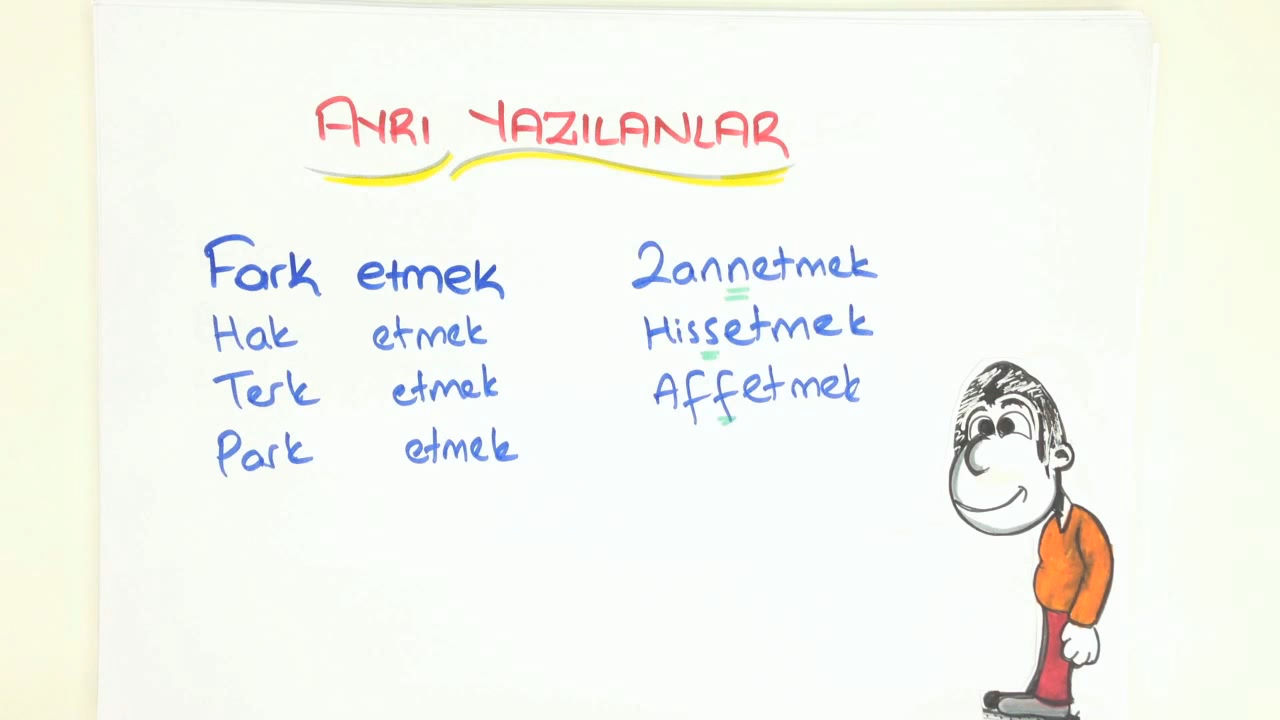 AYRI YAZILANLAR
Fark etmek
Hak etmek
Terk etmek
Park etmek
Zannetmek
Hissetmek
Affetmek